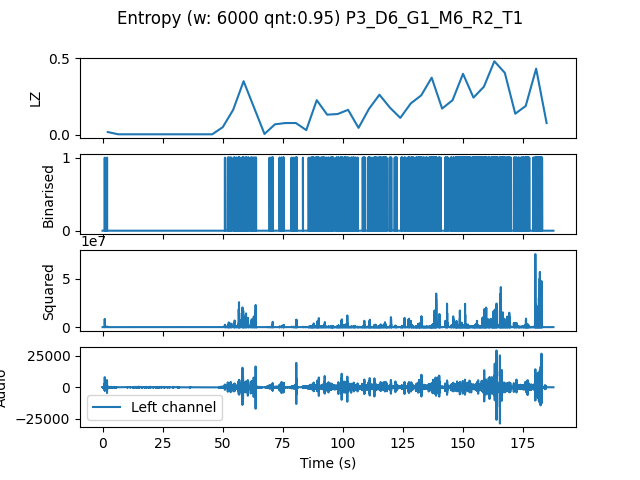 Entropy (w: 6000 qnt:0.95) P3_D6_G1_M6_R2_T1
0.5
LZ
0.0
1
Binarised
0
1e7
5
Squared
0
25000
Audio
0
Left channel
−25000
0 25 50 75 100 125 150 175
Time (s)